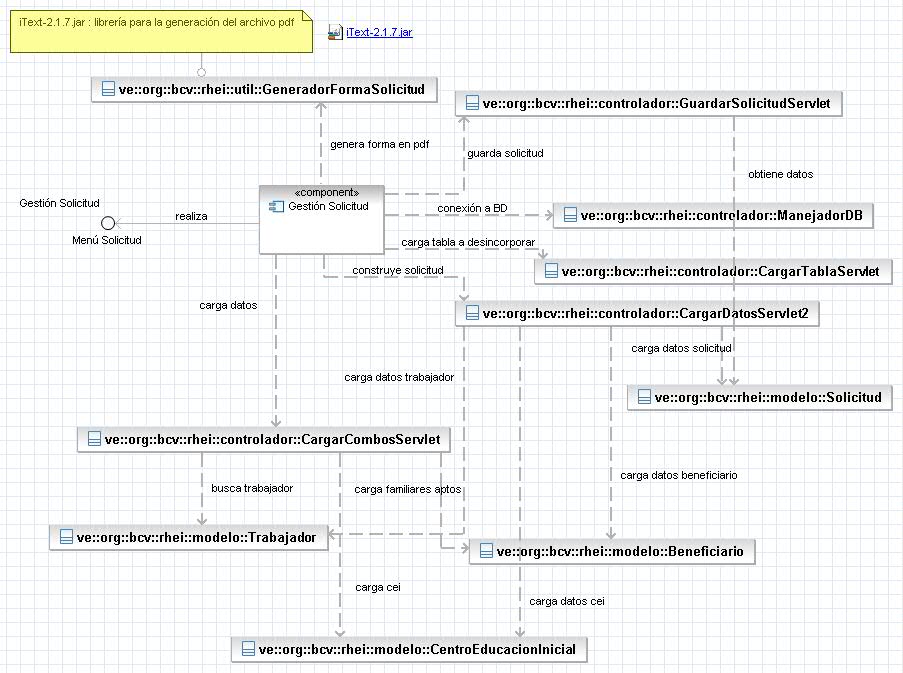 iText-2.1.7.jar : librería para la generación del archivo pdf
iText-2.1.7.jar
ve::org::bcv::rhei::util::GeneradorFormaSolicitud
ve::org::bcv::rhei::controlador::GuardarSolicitudServlet
genera forma en pdf
guarda solicitud
obtiene datos
«component»
Gestión Solicitud
Gestión Solicitud
realiza
conexión a BD
ve::org::bcv::rhei::contrelador::ManejadorDB
Menú Solicitud
carga tabla a desincorporar
construye solicitud
ve::org::bcv::rhei::controlador::CargarTablaServlet
carga datos
ve::org::bcv::rhei::controlador::CargarDatosServlet2
carga datos solicitud
carga datos trabajador
ve::org::bcv::rhei::modelo::Solicitud
ve::org::bcv::rhei::controlador::CargarCombosServlet
carga datos beneficiario
busca trabajador
carga familiares aptos
ve::org::bcv::rhei::modelo::Trabajador
ve::org::bcv::rhei::modelo::Beneficiario
carga cei
carga datos cei
ve::org::bcv::rhei::modelo::CentroEducacionInicial